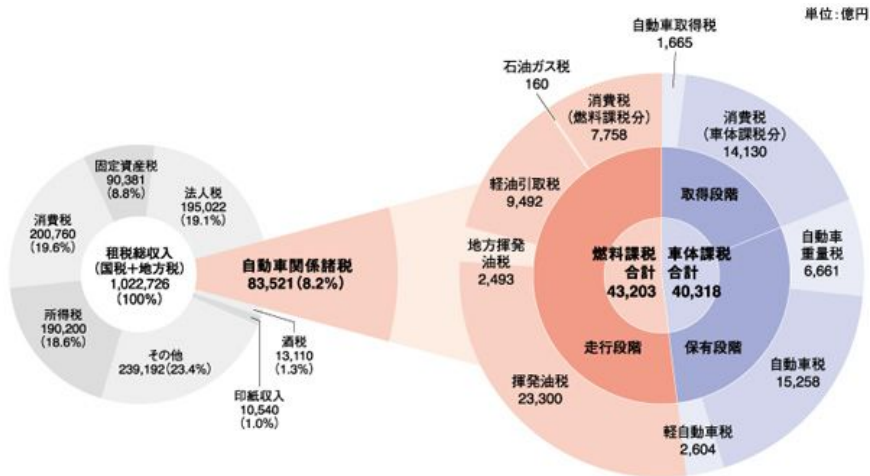 単位：億円
固定資産税
90,381
(8.8%)
法人税
195,022
(19.1%)
消費税
200,760
(19.6%)
租税総収入
(国税＋地方税)
1,022,726
(100%)
所得税
190,200
(18.6%)
その他
239,192(23.4%)
印紙収入
10,540
(1.0%)
酒税
13,110
(1.3%)
自動車関係諸税
83,521(8.2%)
自動車取得税
1,665
石油ガス税
160
消費税
(燃料課税分)
7,758
消費税
(車体課税分)
14,130
軽油引取税
9,492
取得段階
地方揮発
油税
2,493
燃料課税
合計
43,203
車体課税
合計
40,318
自動車
重量税
6,661
走行段階
保有段階
揮発油税
23,300
自動車税
15,258
軽自動車税
2,604